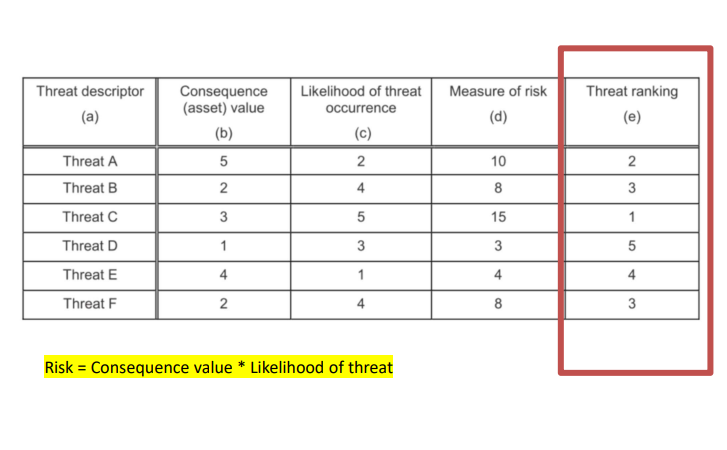 Threat descriptor Consequence Likelihood of threat Measure of risk Threat ranking
(asset) value occurrence
(a) (d) (e)
(b) (c)
Threat A 5 2 10 2
Threat B 2 4 8 3
Threat C 3 5 15 1
Threat D 1 3 3 5
Threat E 4 1 4 4
Threat F 2 4 8 3
Risk = Consequence value * Likelihood of threat